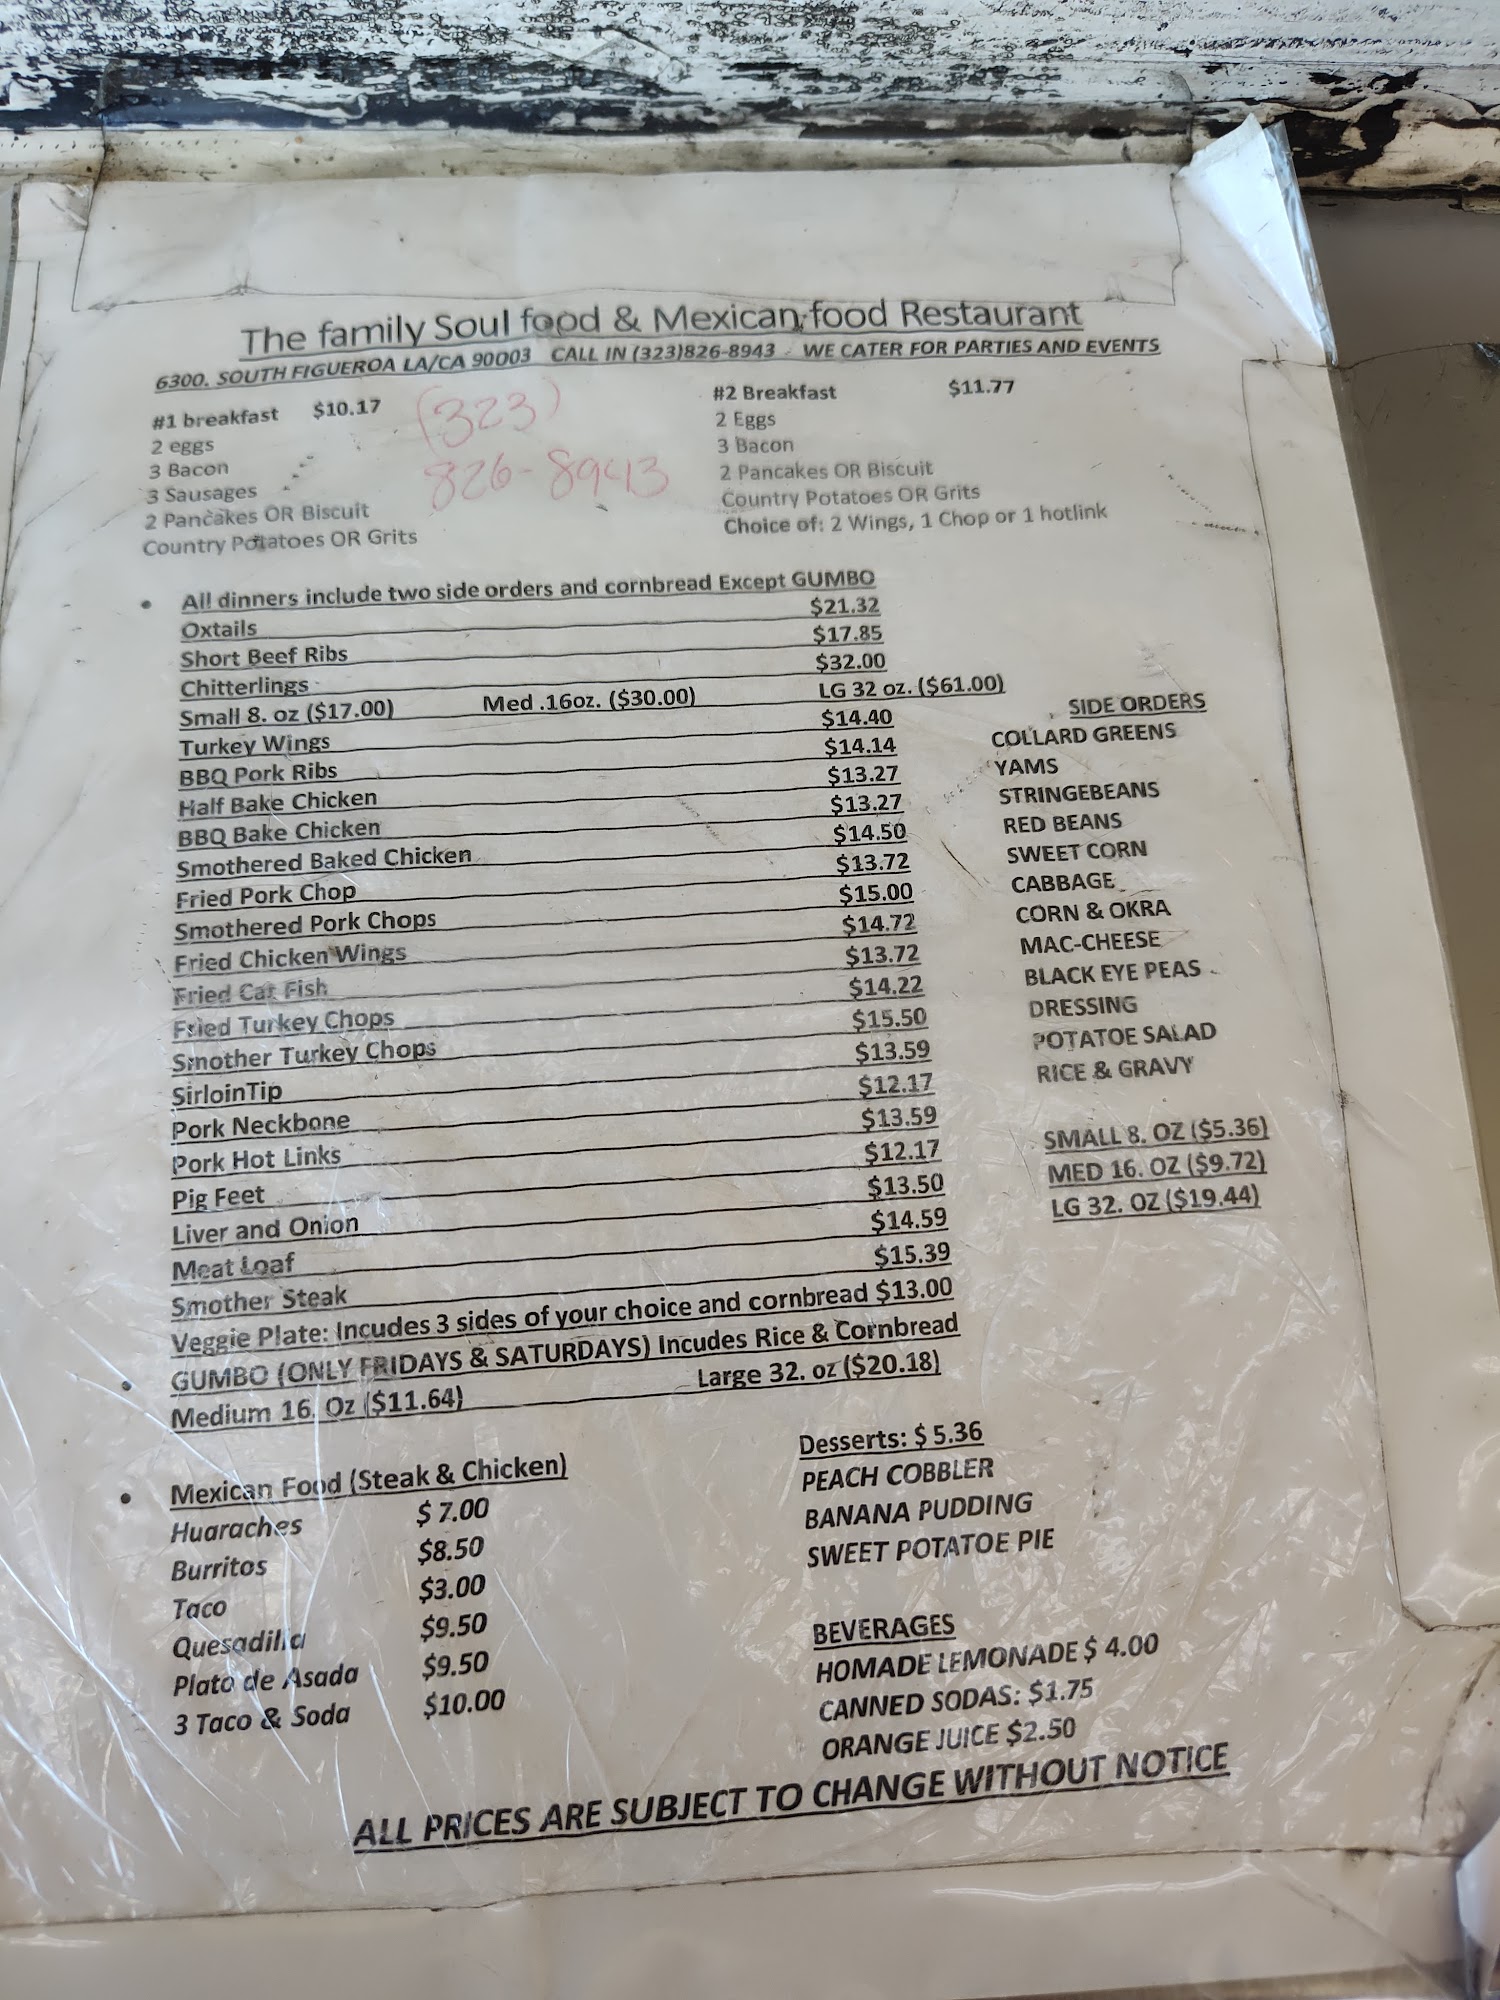 The family Soul food & Mexican food Restaurant
6300. SOUTH FIGUEROA LA/CA 90003 CALL IN (323)826-8943 - WE CATER FOR PARTIES AND EVENTS
#1 breakfast $10.17
2 eggs
3 Bacon
3 Sausages
2 Pancakes OR Biscuit
Country Potatoes OR Grits
(323)
826-8943
#2 Breakfast $11.77
2 Eggs
3 Bacon
2 Pancakes OR Biscuit
Country Potatoes OR Grits
Choice of: 2 Wings, 1 Chop or 1 hotlink
• All dinners include two side orders and cornbread Except GUMBO
Oxtails $21.32
Short Beef Ribs $17.85
Chitterlings $32.00
Small 8. oz ($17.00) Med .16oz. ($30.00) LG 32 oz. ($61.00)
Turkey Wings $14.40
BBQ Pork Ribs $14.14
Half Bake Chicken $13.27
BBQ Bake Chicken $13.27
Smothered Baked Chicken $14.50
Fried Pork Chop $13.72
Smothered Pork Chops $15.00
Fried Chicken Wings $14.72
Fried Cat Fish $13.72
Fried Turkey Chops $14.22
Smother Turkey Chops $15.50
SirloinTip $13.59
Pork Neckbone $12.17
Pork Hot Links $13.59
Pig Feet $12.17
Liver and Onion $13.50
Meat Loaf $14.59
Smother Steak $15.39
Veggie Plate: Incudes 3 sides of your choice and cornbread $13.00
• GUMBO (ONLY FRIDAYS & SATURDAYS) Incudes Rice & Cornbread
Medium 16. Oz ($11.64) Large 32. oz ($20.18)
SIDE ORDERS
COLLARD GREENS
YAMS
STRINGEBEANS
RED BEANS
SWEET CORN
CABBAGE
CORN & OKRA
MAC-CHEESE
BLACK EYE PEAS
DRESSING
POTATOE SALAD
RICE & GRAVY
SMALL 8. OZ ($5.36)
MED 16. OZ ($9.72)
LG 32. OZ ($19.44)
• Mexican Food (Steak & Chicken)
Huaraches $ 7.00
Burritos $8.50
Taco $3.00
Quesadilla $9.50
Plato de Asada $9.50
3 Taco & Soda $10.00
Desserts: $ 5.36
PEACH COBBLER
BANANA PUDDING
SWEET POTATOE PIE
BEVERAGES
HOMADE LEMONADE $ 4.00
CANNED SODAS: $1.75
ORANGE JUICE $2.50
ALL PRICES ARE SUBJECT TO CHANGE WITHOUT NOTICE